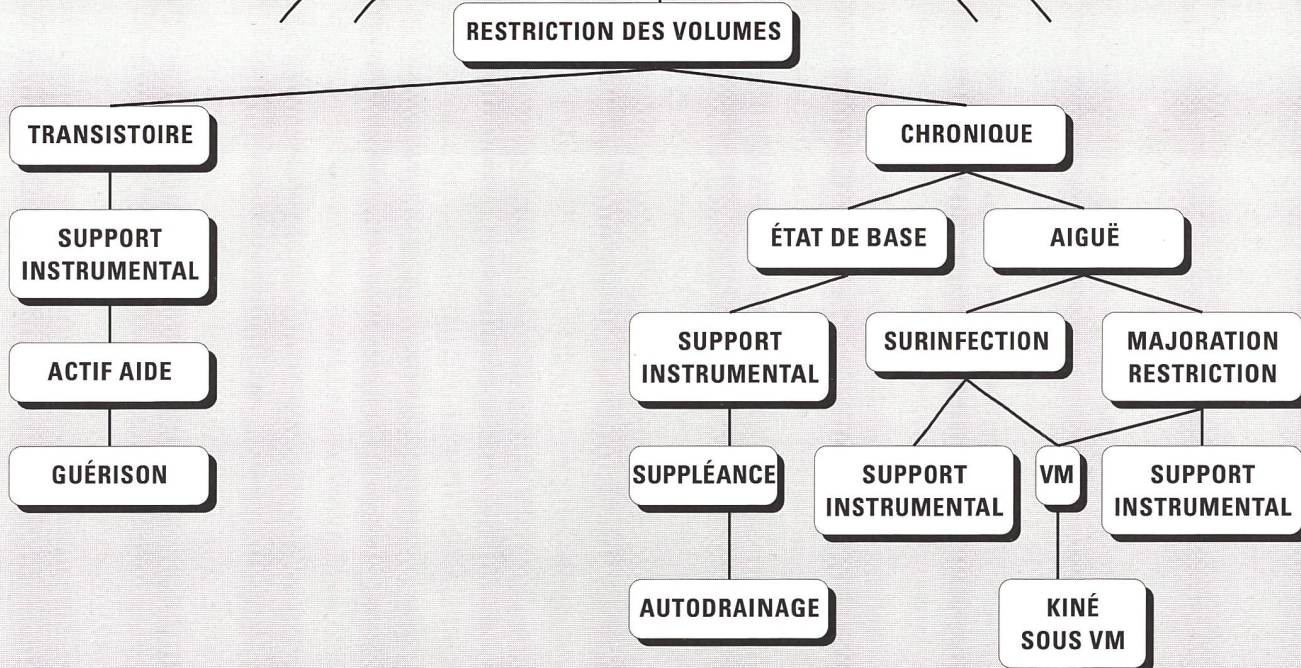 RESTRICTION DES VOLUMES
TRANSISTOIRE
CHRONIQUE
SUPPORT
INSTRUMENTAL
ÉTAT DE BASE
AIGUË
ACTIF AIDE
SUPPORT
INSTRUMENTAL
SURINFECTION
MAJORATION
RESTRICTION
GUÉRISON
SUPPLÉANCE
SUPPORT
INSTRUMENTAL
VM
SUPPORT
INSTRUMENTAL
AUTODRAINAGE
KINÉ
SOUS VM